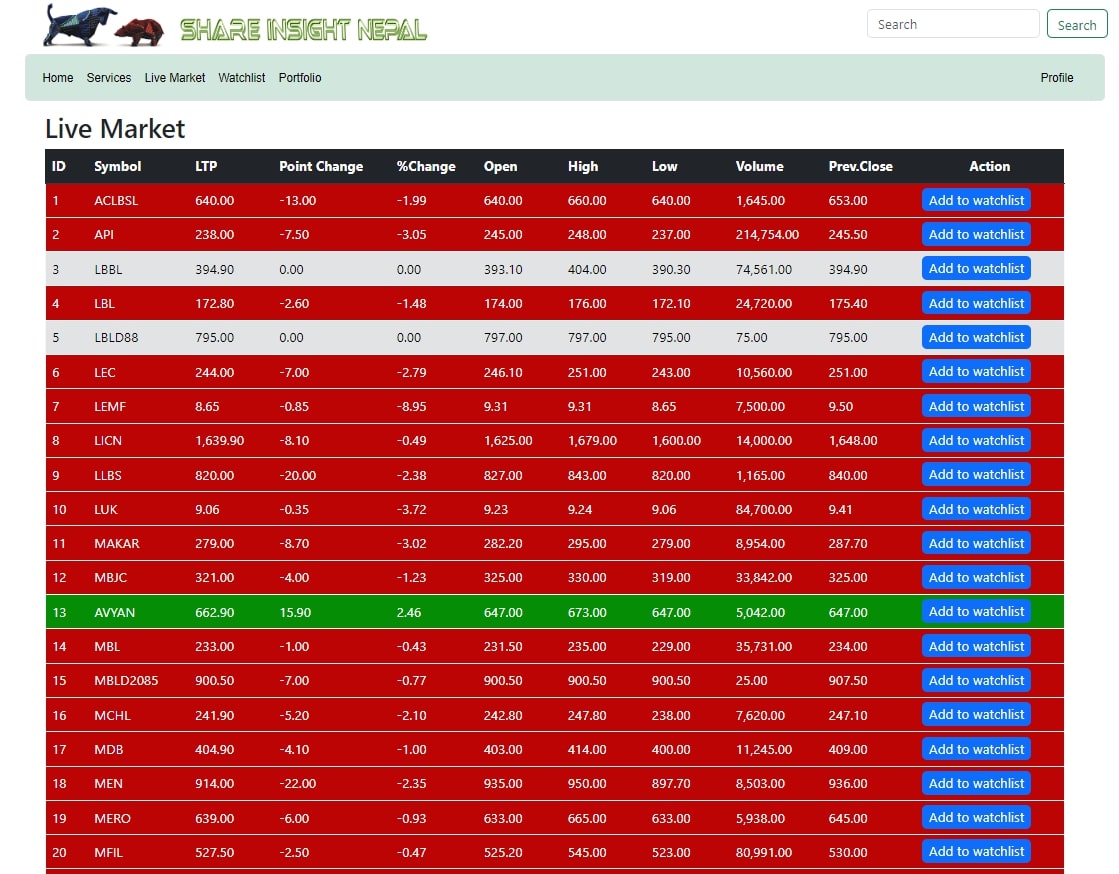 SHARE INSIGHT NEPAL
Search Search
Home Services Live Market Watchlist Portfolio Profile
Live Market
ID Symbol LTP Point Change %Change Open High Low Volume Prev.Close Action
1 ACLBSL 640.00 -13.00 -1.99 640.00 660.00 640.00 1,645.00 653.00 Add to watchlist
2 API 238.00 -7.50 -3.05 245.00 248.00 237.00 214,754.00 245.50 Add to watchlist
3 LBBL 394.90 0.00 0.00 393.10 404.00 390.30 74,561.00 394.90 Add to watchlist
4 LBL 172.80 -2.60 -1.48 174.00 176.00 172.10 24,720.00 175.40 Add to watchlist
5 LBLD88 795.00 0.00 0.00 797.00 797.00 795.00 75.00 795.00 Add to watchlist
6 LEC 244.00 -7.00 -2.79 246.10 251.00 243.00 10,560.00 251.00 Add to watchlist
7 LEMF 8.65 -0.85 -8.95 9.31 9.31 8.65 7,500.00 9.50 Add to watchlist
8 LICN 1,639.90 -8.10 -0.49 1,625.00 1,679.00 1,600.00 14,000.00 1,648.00 Add to watchlist
9 LLBS 820.00 -20.00 -2.38 827.00 843.00 820.00 1,165.00 840.00 Add to watchlist
10 LUK 9.06 -0.35 -3.72 9.23 9.24 9.06 84,700.00 9.41 Add to watchlist
11 MAKAR 279.00 -8.70 -3.02 282.20 295.00 279.00 8,954.00 287.70 Add to watchlist
12 MBJC 321.00 -4.00 -1.23 325.00 330.00 319.00 33,842.00 325.00 Add to watchlist
13 AVYAN 662.90 15.90 2.46 647.00 673.00 647.00 5,042.00 647.00 Add to watchlist
14 MBL 233.00 -1.00 -0.43 231.50 235.00 229.00 35,731.00 234.00 Add to watchlist
15 MBLD2085 900.50 -7.00 -0.77 900.50 900.50 900.50 25.00 907.50 Add to watchlist
16 MCHL 241.90 -5.20 -2.10 242.80 247.80 238.00 7,620.00 247.10 Add to watchlist
17 MDB 404.90 -4.10 -1.00 403.00 414.00 400.00 11,245.00 409.00 Add to watchlist
18 MEN 914.00 -22.00 -2.35 935.00 950.00 897.70 8,503.00 936.00 Add to watchlist
19 MERO 639.00 -6.00 -0.93 633.00 665.00 633.00 5,938.00 645.00 Add to watchlist
20 MFIL 527.50 -2.50 -0.47 525.20 545.00 523.00 80,991.00 530.00 Add to watchlist